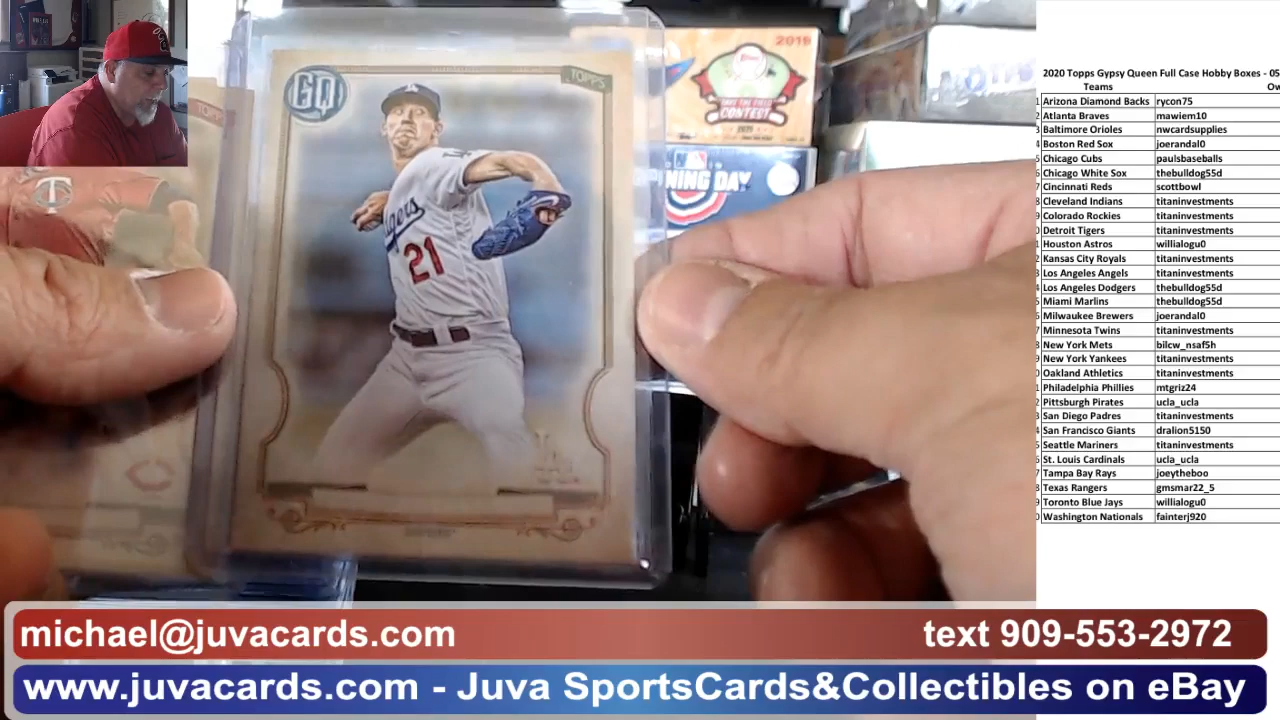 GQ
TOPPS
Dodgers
21
2019
CONTEST
OPENING DAY
2020 Topps Gypsy Queen Full Case Hobby Boxes - 05
Teams Ow
Arizona Diamond Backs rycon75
Atlanta Braves mawiem10
Baltimore Orioles nwcardsupplies
Boston Red Sox joerandal0
Chicago Cubs paulsbaseballs
Chicago White Sox thebulldog55d
Cincinnati Reds scottbowl
Cleveland Indians titaninvestments
Colorado Rockies titaninvestments
Detroit Tigers titaninvestments
Houston Astros willialogu0
Kansas City Royals titaninvestments
Los Angeles Angels titaninvestments
Los Angeles Dodgers thebulldog55d
Miami Marlins thebulldog55d
Milwaukee Brewers joerandal0
Minnesota Twins titaninvestments
New York Mets bilcw_nsaf5h
New York Yankees titaninvestments
Oakland Athletics titaninvestments
Philadelphia Phillies mtgriz24
Pittsburgh Pirates ucla_ucla
San Diego Padres titaninvestments
San Francisco Giants dralion5150
Seattle Mariners titaninvestments
St. Louis Cardinals ucla_ucla
Tampa Bay Rays joeytheboo
Texas Rangers gmsmar22_5
Toronto Blue Jays willialogu0
Washington Nationals fainterj920
michael@juvacards.com
text 909-553-2972
www.juvacards.com - Juva SportsCards&Collectibles on eBay